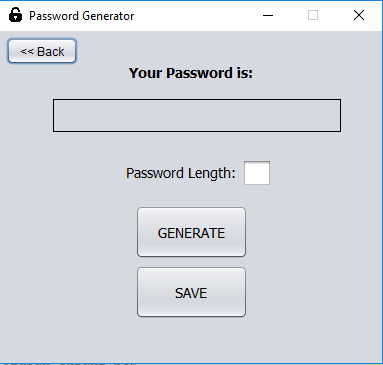 Password Generator
<< Back
Your Password is:
Password Length:
GENERATE
SAVE